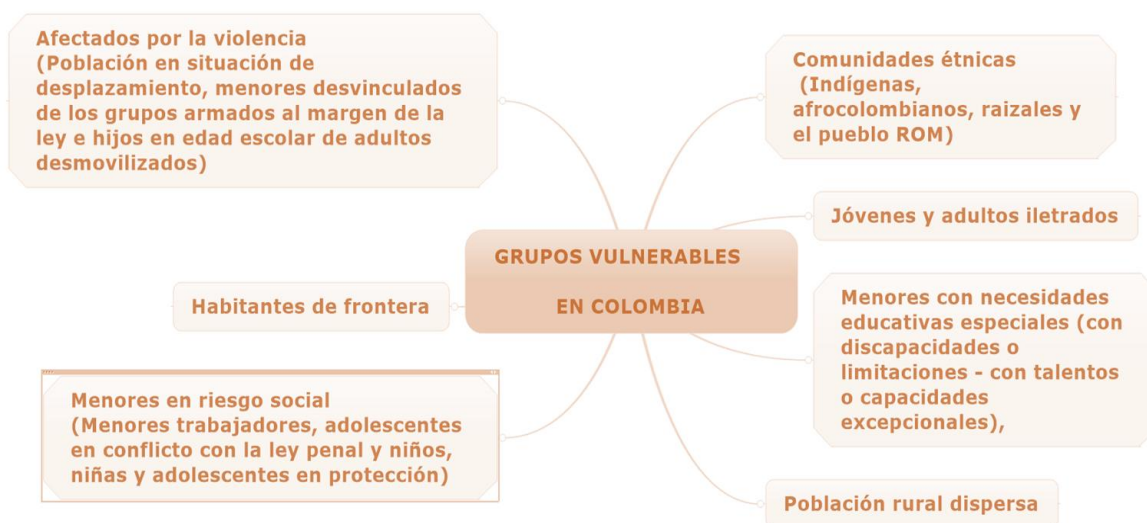 Afectados por la violencia
(Población en situación de
desplazamiento, menores desvinculados
de los grupos armados al margen de la
ley e hijos en edad escolar de adultos
desmovilizados)
Comunidades étnicas
(Indígenas,
afrocolombianos, raizales y
el pueblo ROM)
Jóvenes y adultos iletrados
GRUPOS VULNERABLES
EN COLOMBIA
Habitantes de frontera
Menores con necesidades
educativas especiales (con
discapacidades o
limitaciones - con talentos
o capacidades
excepcionales),
Menores en riesgo social
(Menores trabajadores, adolescentes
en conflicto con la ley penal y niños,
niñas y adolescentes en protección)
Población rural dispersa